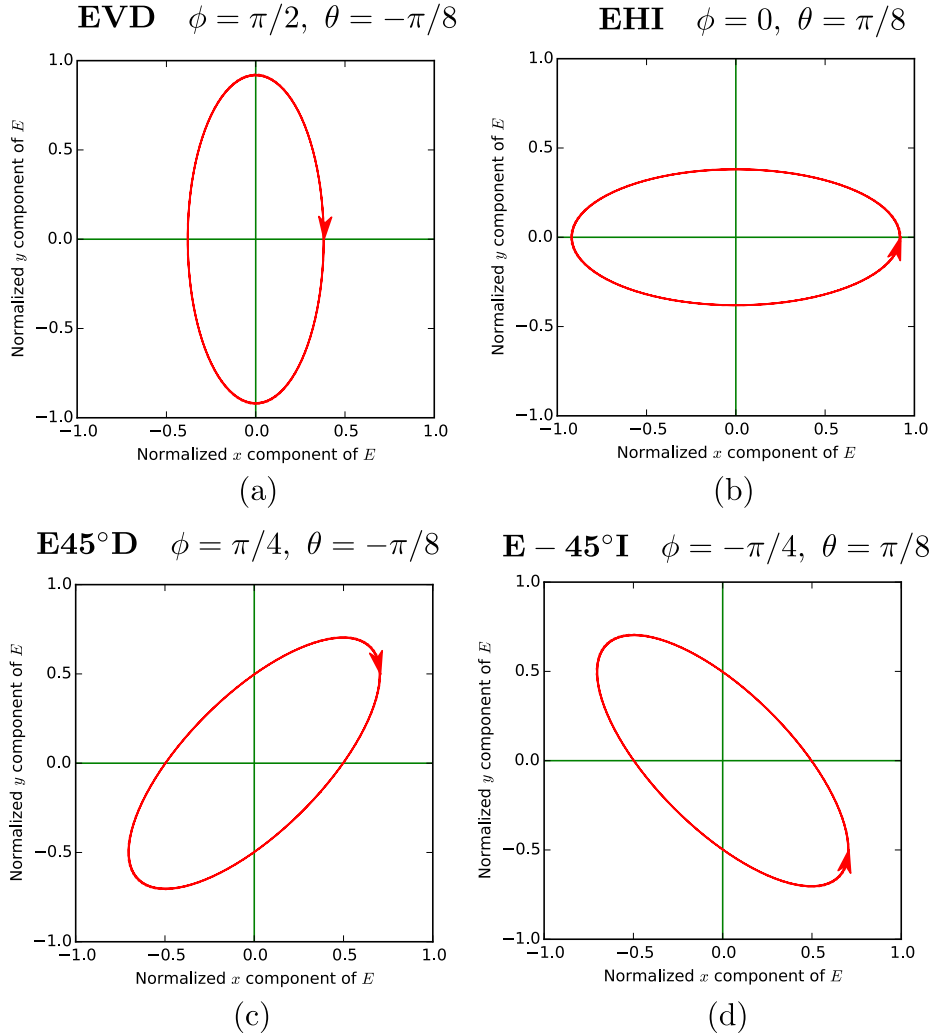 EVD ϕ = π/2, θ = −π/8
1.0
0.5
0.0
−0.5
−1.0
−1.0 −0.5 0.0 0.5 1.0
Normalized y component of E
Normalized x component of E
(a)
EHI ϕ = 0, θ = π/8
1.0
0.5
0.0
−0.5
−1.0
−1.0 −0.5 0.0 0.5 1.0
Normalized y component of E
Normalized x component of E
(b)
E45°D ϕ = π/4, θ = −π/8
1.0
0.5
0.0
−0.5
−1.0
−1.0 −0.5 0.0 0.5 1.0
Normalized y component of E
Normalized x component of E
(c)
E − 45°I ϕ = −π/4, θ = π/8
1.0
0.5
0.0
−0.5
−1.0
−1.0 −0.5 0.0 0.5 1.0
Normalized y component of E
Normalized x component of E
(d)